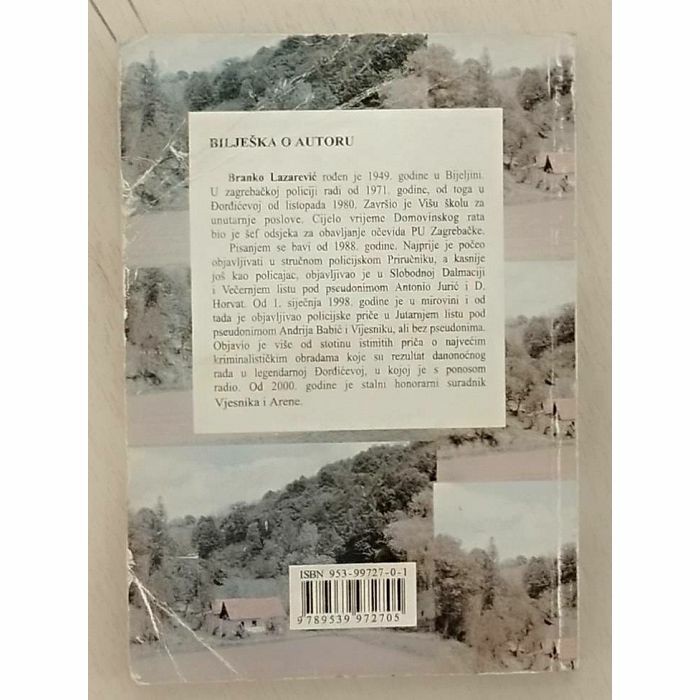 BILJEŠKA O AUTORU
Branko Lazarević rođen je 1949. godine u Bijeljini.
U zagrebačkoj policiji radi od 1971. godine, od toga u
Đorđićevoj od listopada 1980. Završio je Višu školu za
unutarnje poslove. Cijelo vrijeme Domovinskog rata
bio je šef odsjeka za obavljanje očevida PU Zagrebačke.
Pisanjem se bavi od 1988. godine. Najprije je počeo
objavljivati u stručnom policijskom Priručniku, a kasnije
još kao policajac, objavljivao je u Slobodnoj Dalmaciji
i Večernjem listu pod pseudonimom Antonio Jurić i D.
Horvat. Od 1. siječnja 1998. godine je u mirovini i od
tada je objavljivao policijske priče u Jutarnjem listu pod
pseudonimom Andrija Babić i Vijesniku, ali bez pseudonima.
Objavio je više od stotinu istinitih priča o najvećim
kriminalističkim obradama koje su rezultat danonoćnog
rada u legendarnoj Đorđićevoj, u kojoj je s ponosom
radio. Od 2000. godine je stalni honorarni suradnik
Vjesnika i Arene.
ISBN 953-99727-0-1
9789539972705